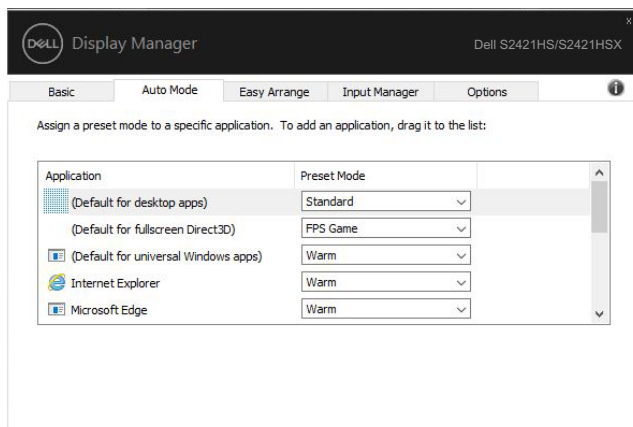 DELL Display Manager Dell S2421HS/S2421HSX
Basic Auto Mode Easy Arrange Input Manager Options
Assign a preset mode to a specific application. To add an application, drag it to the list:
Application Preset Mode
(Default for desktop apps) Standard
(Default for fullscreen Direct3D) FPS Game
(Default for universal Windows apps) Warm
Internet Explorer Warm
Microsoft Edge Warm